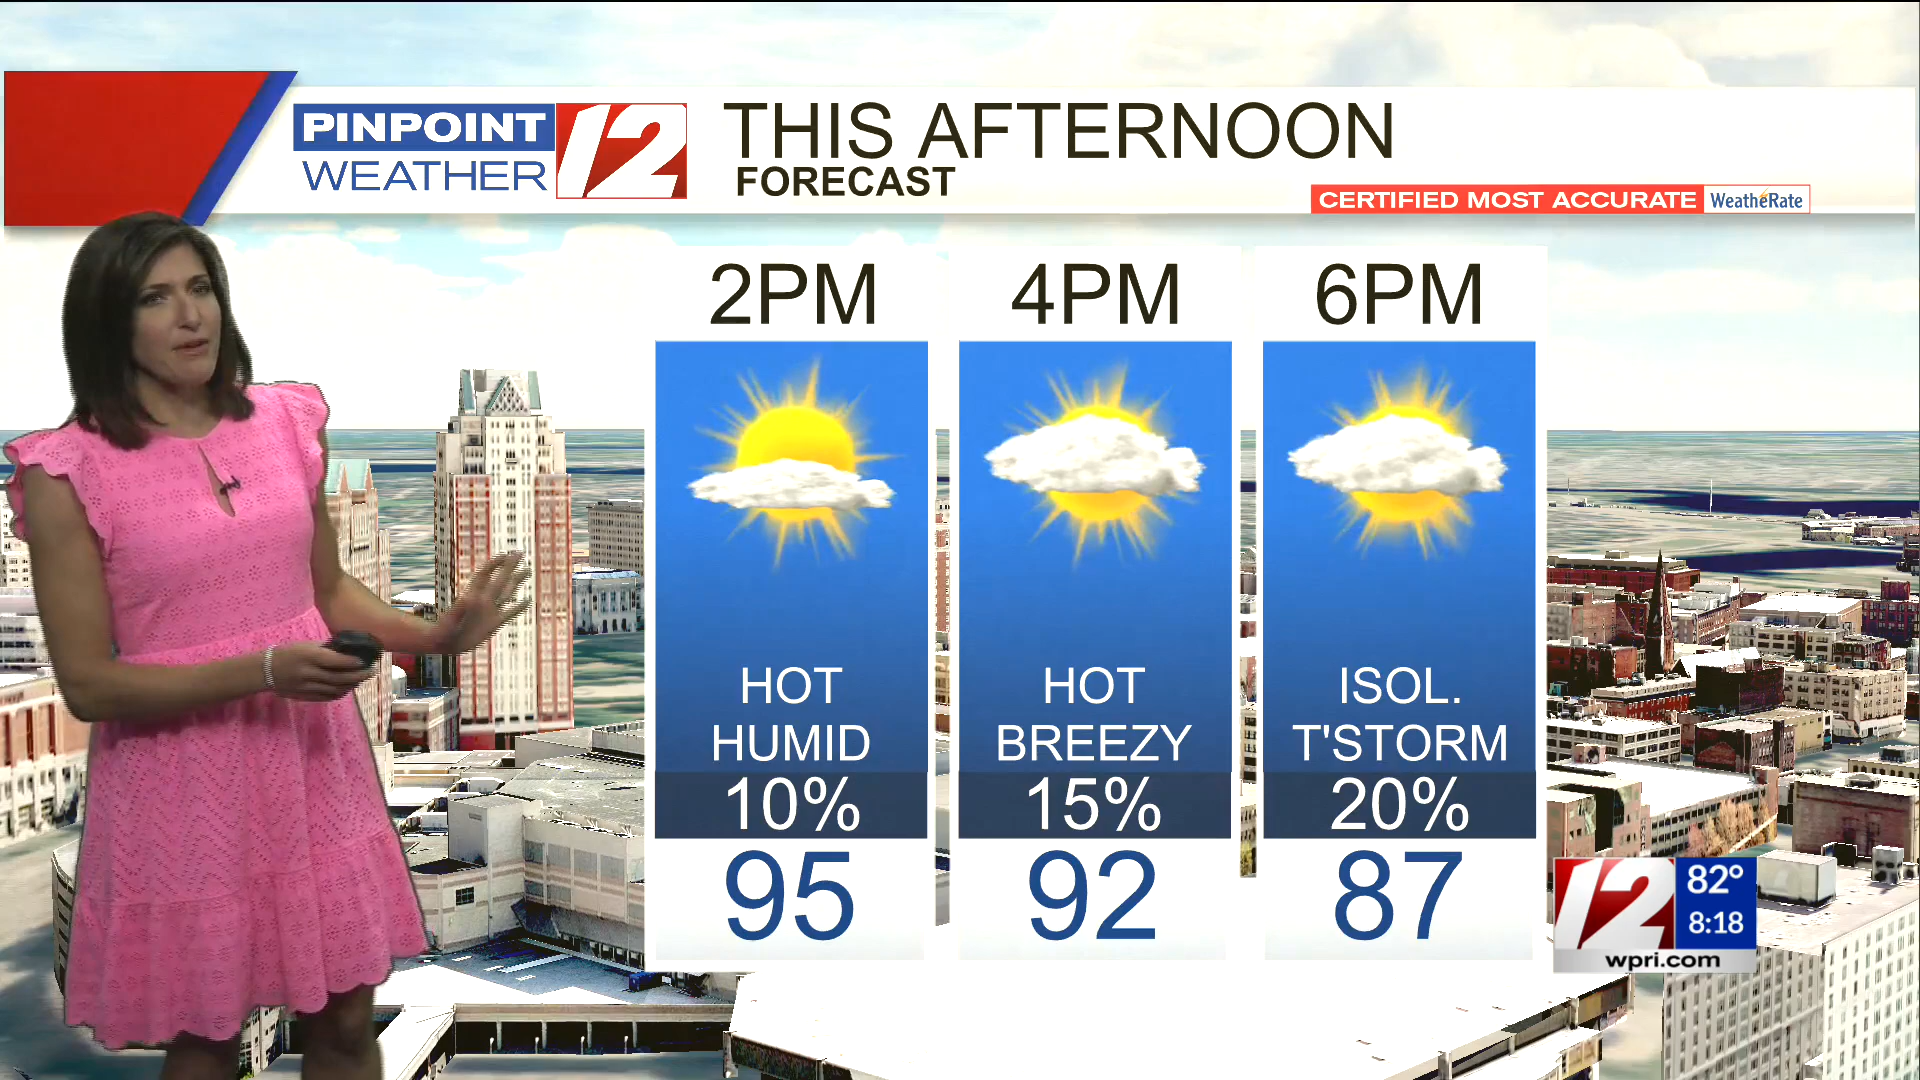 PINPOINT
WEATHER
12
THIS AFTERNOON
FORECAST
CERTIFIED MOST ACCURATE
WeatheRate
2PM
4PM
6PM
HOT
HUMID
10%
95
HOT
BREEZY
15%
92
ISOL.
T'STORM
20%
87
12
82°
8:18
wpri.com